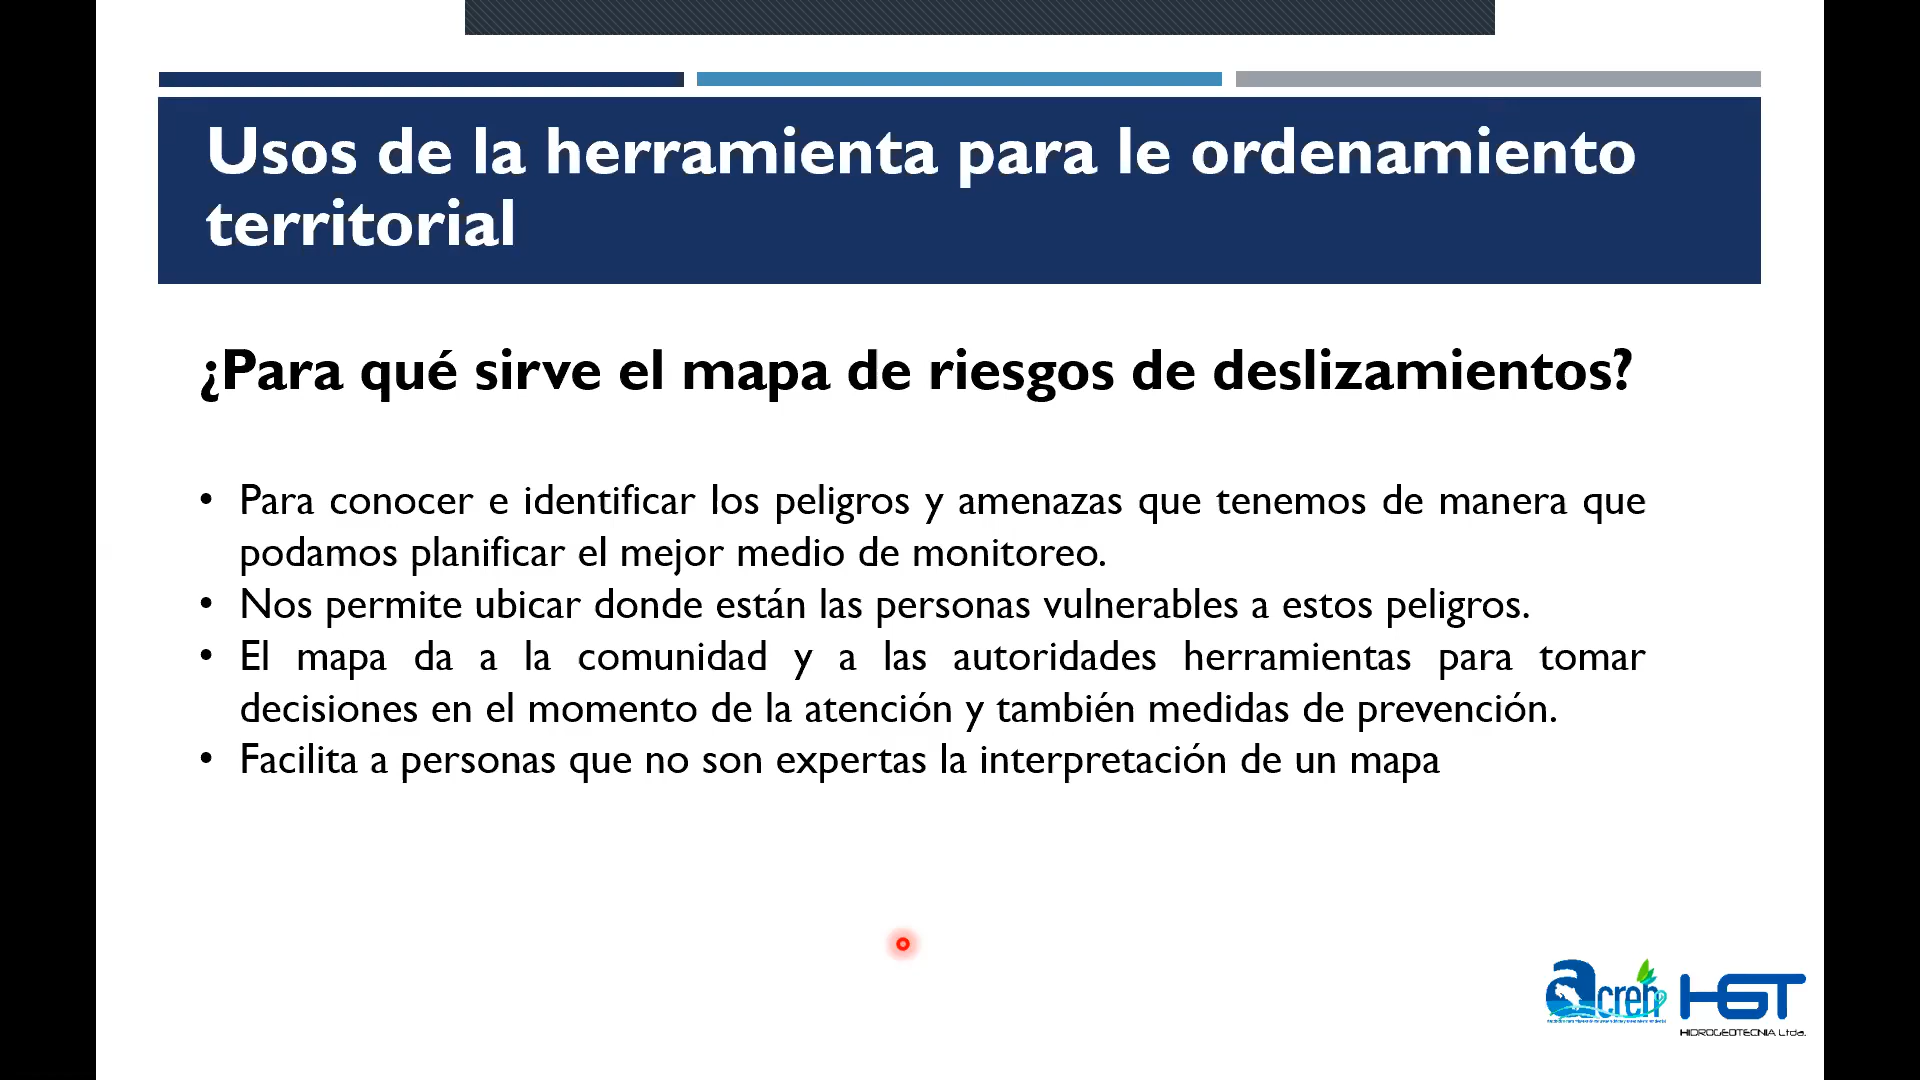 Usos de la herramienta para le ordenamiento
territorial
¿Para qué sirve el mapa de riesgos de deslizamientos?
• Para conocer e identificar los peligros y amenazas que tenemos de manera que
podamos planificar el mejor medio de monitoreo.
• Nos permite ubicar donde están las personas vulnerables a estos peligros.
• El mapa da a la comunidad y a las autoridades herramientas para tomar
decisiones en el momento de la atención y también medidas de prevención.
• Facilita a personas que no son expertas la interpretación de un mapa
acreh
HGT
HIDROGEOTECNIA Ltda.